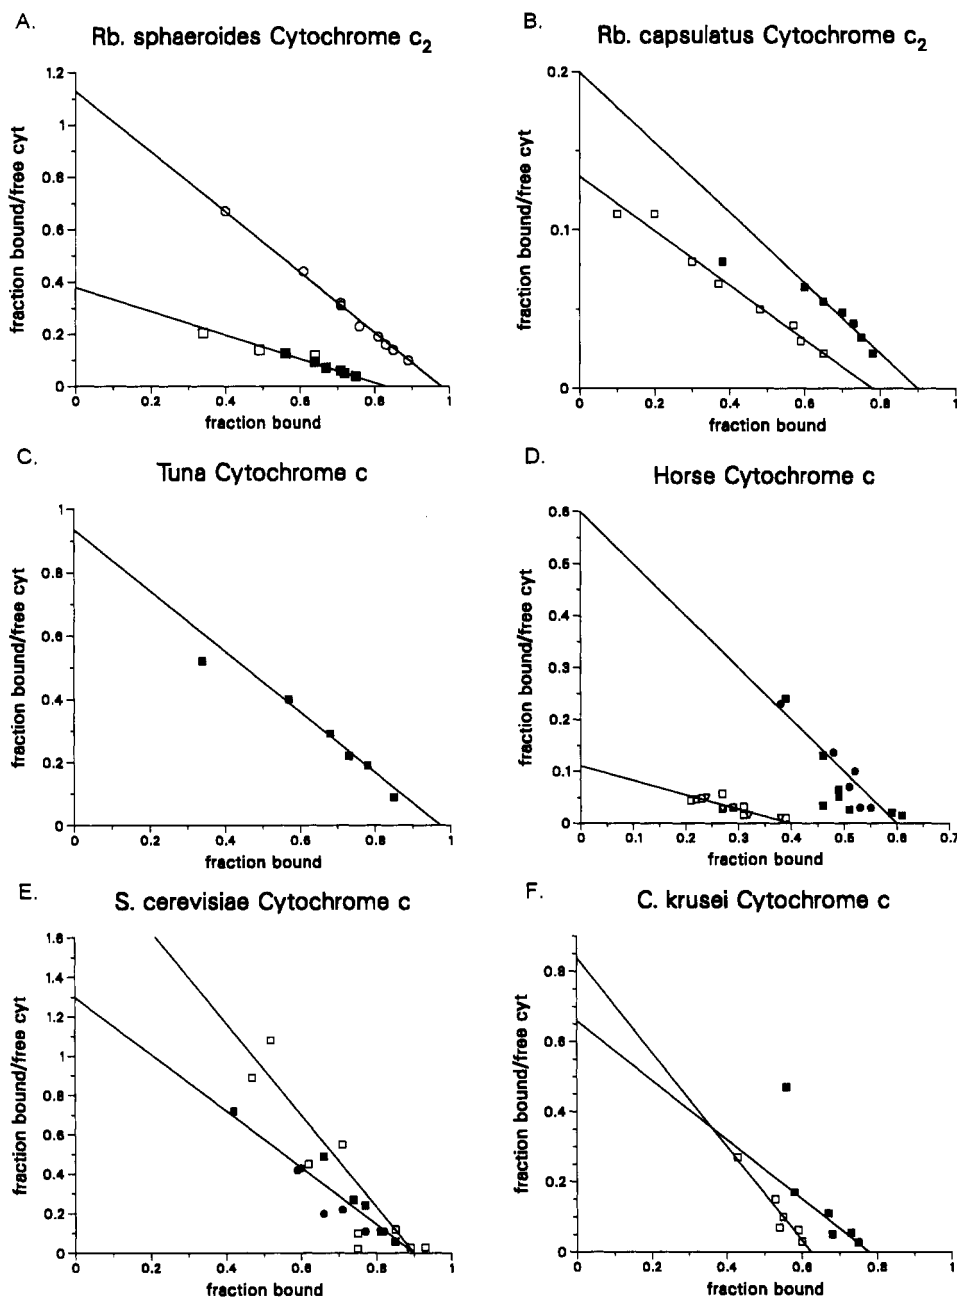 A.
Rb. sphaeroides Cytochrome c2
fraction bound/free cyt
1.2
1
0.8
0.6
0.4
0.2
0
0 0.2 0.4 0.6 0.8 1
fraction bound
B.
Rb. capsulatus Cytochrome c2
fraction bound/free cyt
0.2
0.1
0
0 0.2 0.4 0.6 0.8 1
fraction bound
C.
Tuna Cytochrome c
fraction bound/free cyt
1
0.8
0.6
0.4
0.2
0
0 0.2 0.4 0.6 0.8 1
fraction bound
D.
Horse Cytochrome c
fraction bound/free cyt
0.6
0.5
0.4
0.3
0.2
0.1
0
0 0.1 0.2 0.3 0.4 0.5 0.6 0.7
fraction bound
E.
S. cerevisiae Cytochrome c
fraction bound/free cyt
1.6
1.4
1.2
1
0.8
0.6
0.4
0.2
0
0 0.2 0.4 0.6 0.8 1
fraction bound
F.
C. krusei Cytochrome c
fraction bound/free cyt
0.8
0.6
0.4
0.2
0
0 0.2 0.4 0.6 0.8 1
fraction bound